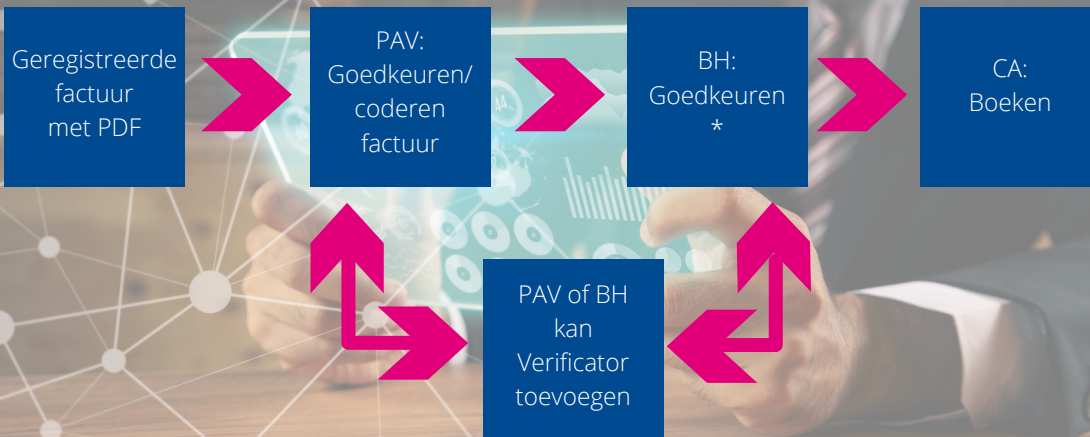 Geregistreerde
factuur
met PDF
PAV:
Goedkeuren/
coderen
factuur
BH:
Goedkeuren
*
CA:
Boeken
PAV of BH
kan
Verificator
toevoegen